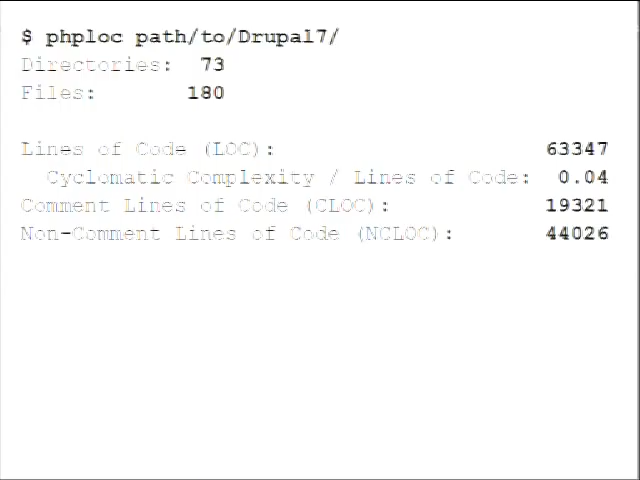 $ phploc path/to/Drupal7/
Directories: 73
Files: 180
Lines of Code (LOC): 63347
Cyclomatic Complexity / Lines of Code: 0.04
Comment Lines of Code (CLOC): 19321
Non-Comment Lines of Code (NCLOC): 44026